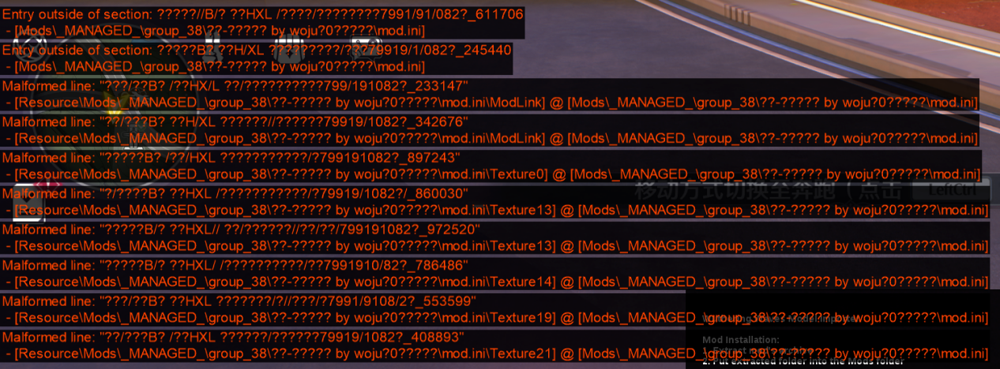 Entry outside of section: ?????//B/? ??HXL /????/????????7991/91/082?_611706
- [Mods\_MANAGED_\group_38\??-????? by woju?0?????\mod.ini]
Entry outside of section: ?????B? ??H/XL ?????????/???79919/1/082?_245440
- [Mods\_MANAGED_\group_38\??-????? by woju?0?????\mod.ini]
Malformed line: "???/??B? /??HX/L ??/??????????799/191082?_233147"
- [Resource\Mods\_MANAGED_\group_38\??-????? by woju?0?????\mod.ini\ModLink] @ [Mods\_MANAGED_\group_38\??-????? by woju?0?????\mod.ini]
Malformed line: "??/???B? ??H/XL ??????//??????79919/1082?_342676"
- [Resource\Mods\_MANAGED_\group_38\??-????? by woju?0?????\mod.ini\ModLink] @ [Mods\_MANAGED_\group_38\??-????? by woju?0?????\mod.ini]
Malformed line: "?????B? /??/HXL ???????????/?799191082?_897243"
- [Resource\Mods\_MANAGED_\group_38\??-????? by woju?0?????\mod.ini\Texture0] @ [Mods\_MANAGED_\group_38\??-????? by woju?0?????\mod.ini]
Malformed line: "?/????B? ??HXL /??????????/?79919/1082?/_860030"
移动方式切换至奔跑（点击 LeftCtrl
- [Resource\Mods\_MANAGED_\group_38\??-????? by woju?0?????\mod.ini\Texture13] @ [Mods\_MANAGED_\group_38\??-????? by woju?0?????\mod.ini]
Malformed line: "?????B/? ??HXL// ??/??????//??/??/799191082?_972520"
- [Resource\Mods\_MANAGED_\group_38\??-????? by woju?0?????\mod.ini\Texture13] @ [Mods\_MANAGED_\group_38\??-????? by woju?0?????\mod.ini]
Malformed line: "?????B/? ??HXL/ /??????????/??7991910/82?_786486"
- [Resource\Mods\_MANAGED_\group_38\??-????? by woju?0?????\mod.ini\Texture14] @ [Mods\_MANAGED_\group_38\??-????? by woju?0?????\mod.ini]
Malformed line: "???/??B? ??HXL ???????/?//???/?7991/9108/2?_553599"
- [Resource\Mods\_MANAGED_\group_38\??-????? by woju?0?????\mod.ini\Texture19] @ [Mods\_MANAGED_\group_38\??-????? by woju?0?????\mod.ini]
Malformed line: "??/???B? /??HXL ??????/??????79919/1082?_408893"
Mod Installation:
- [Resource\Mods\_MANAGED_\group_38\??-????? by woju?0?????\mod.ini\Texture21] @ [Mods\_MANAGED_\group_38\??-????? by woju?0?????\mod.ini]
2. Put extracted folder into the Mods folder